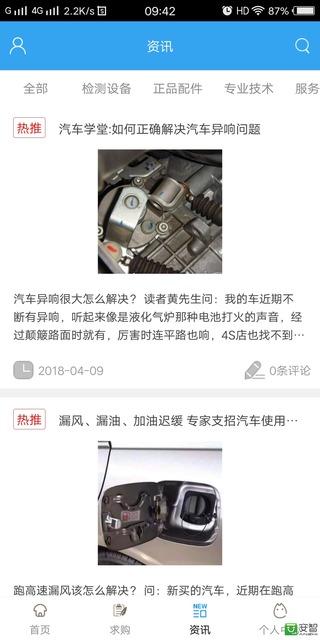 G 4G 2.2K/s 09:42 HD 87%
资讯
全部 检测设备 正品配件 专业技术 服务
热推 汽车学堂:如何正确解决汽车异响问题
汽车异响很大怎么解决？ 读者黄先生问：我的车近期不
断有异响，听起来像是液化气炉那种电池打火的声音，经
过颠簸路面时就有，厉害时连平路也响，4S店也找不到…
2018-04-09 0条评论
热推 漏风、漏油、加油迟缓 专家支招汽车使用…
跑高速漏风该怎么解决？ 问：新买的汽车，近期在跑高
首页 求购 NEW 资讯 个人中
安智